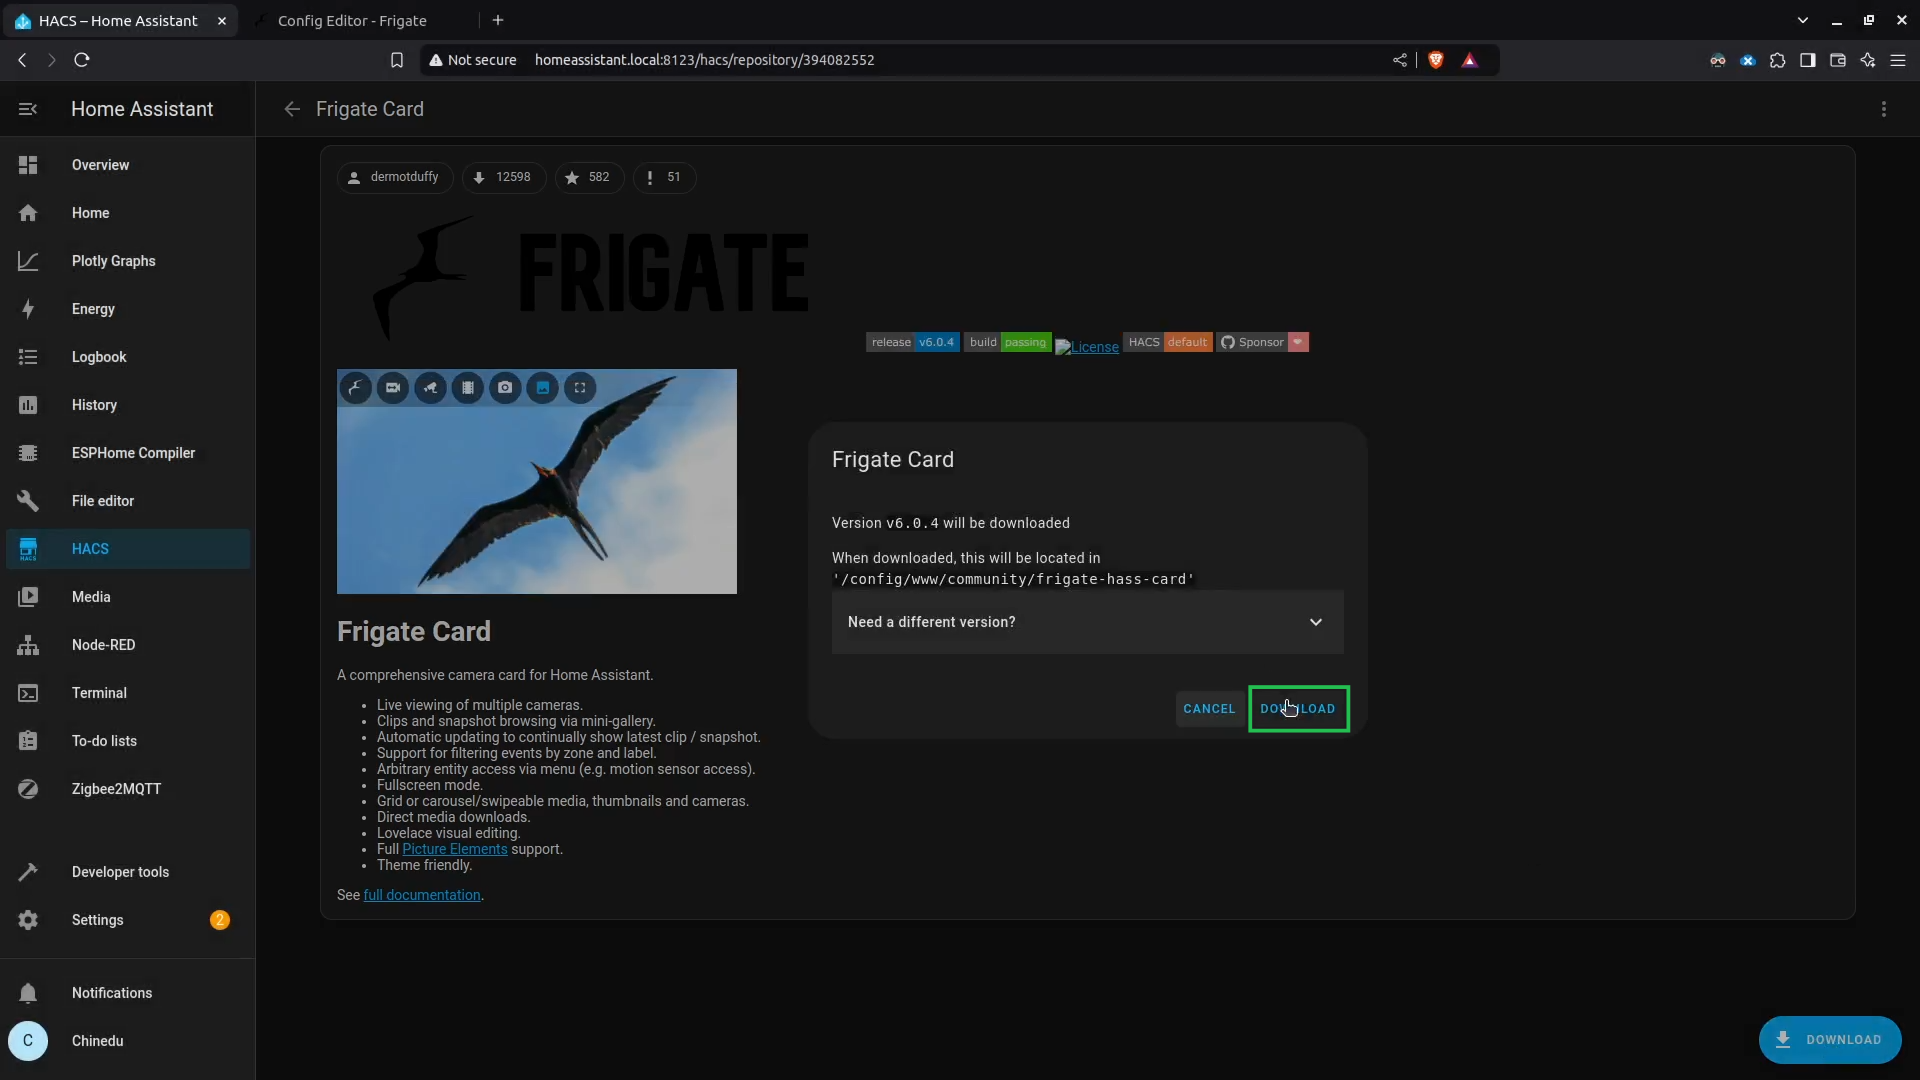 HACS – Home Assistant
Config Editor - Frigate
Not secure
homeassistant.local:8123/hacs/repository/394082552
Home Assistant
Frigate Card
Overview
Home
Plotly Graphs
Energy
Logbook
History
ESPHome Compiler
File editor
HACS
HACS
Media
Node-RED
Terminal
To-do lists
Zigbee2MQTT
Developer tools
Settings
2
Notifications
C
Chinedu
dermotduffy
12598
582
51
FRIGATE
release v6.0.4
build passing
License
HACS default
Sponsor
Frigate Card
A comprehensive camera card for Home Assistant.
• Live viewing of multiple cameras.
• Clips and snapshot browsing via mini-gallery.
• Automatic updating to continually show latest clip / snapshot.
• Support for filtering events by zone and label.
• Arbitrary entity access via menu (e.g. motion sensor access).
• Fullscreen mode.
• Grid or carousel/swipeable media, thumbnails and cameras.
• Direct media downloads.
• Lovelace visual editing.
• Full Picture Elements support.
• Theme friendly.
See full documentation.
Frigate Card
Version v6.0.4 will be downloaded
When downloaded, this will be located in
'/config/www/community/frigate-hass-card'
Need a different version?
CANCEL
DOWNLOAD
DOWNLOAD